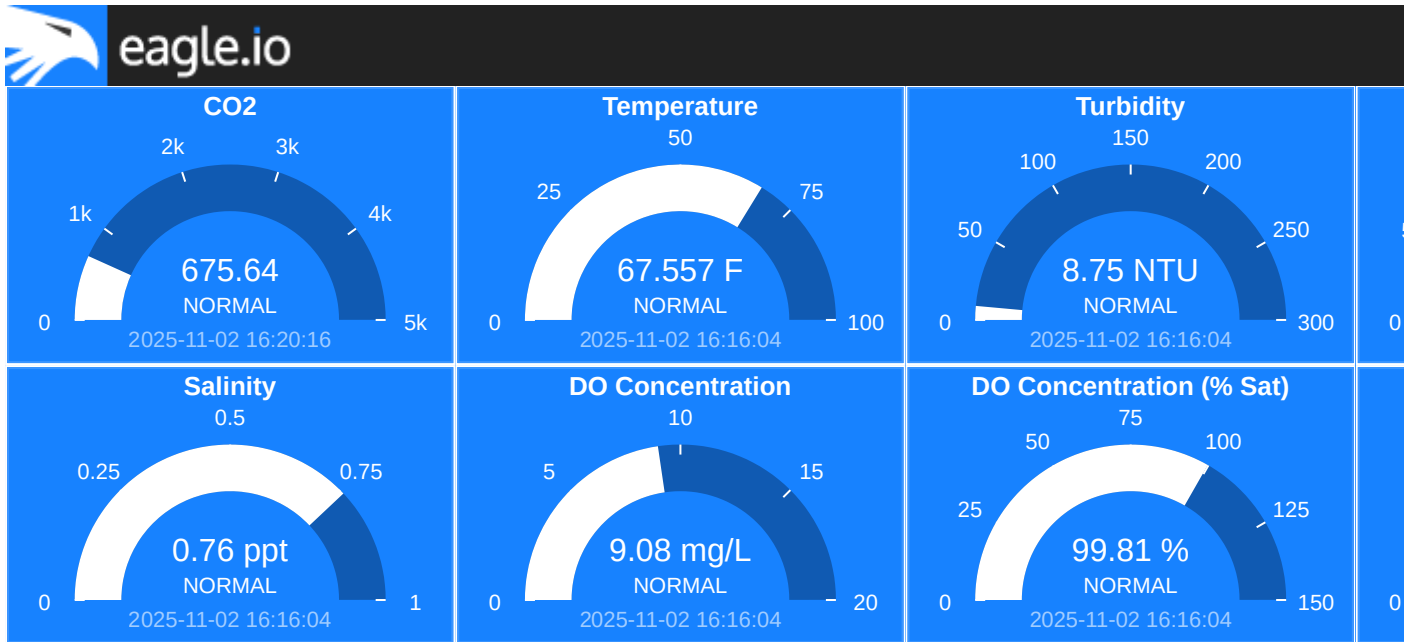 eagle.io
CO2
2k
3k
1k
4k
675.64
NORMAL
0
5k
2025-11-02 16:20:16
Temperature
50
25
75
67.557 F
NORMAL
0
100
2025-11-02 16:16:04
Turbidity
150
100
200
50
250
8.75 NTU
NORMAL
0
300
2025-11-02 16:16:04
0
Salinity
0.5
0.25
0.75
0.76 ppt
NORMAL
0
1
2025-11-02 16:16:04
DO Concentration
10
5
15
9.08 mg/L
NORMAL
0
20
2025-11-02 16:16:04
DO Concentration (% Sat)
75
50
100
25
125
99.81 %
NORMAL
0
150
2025-11-02 16:16:04
0